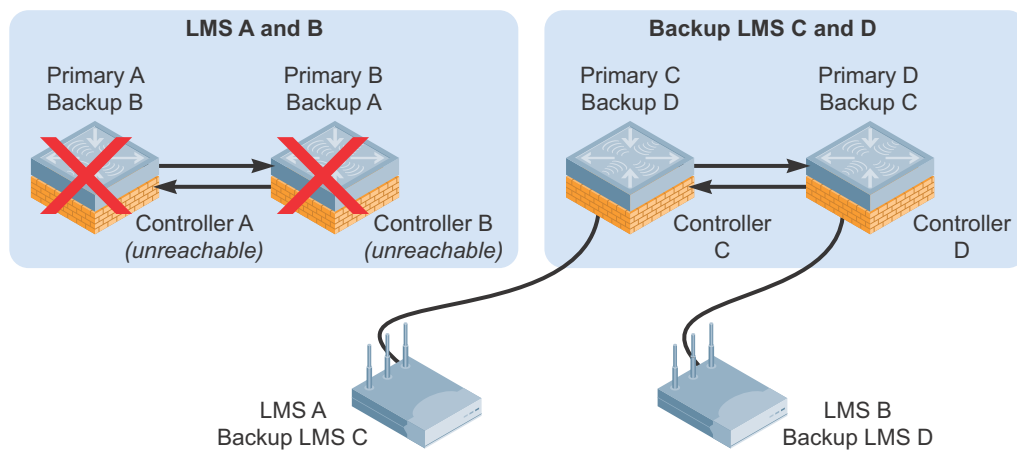 LMS A and B
Primary A
Backup B
Primary B
Backup A
Controller A
(unreachable)
Controller B
(unreachable)
Backup LMS C and D
Primary C
Backup D
Primary D
Backup C
Controller
C
Controller
D
LMS A
Backup LMS C
LMS B
Backup LMS D